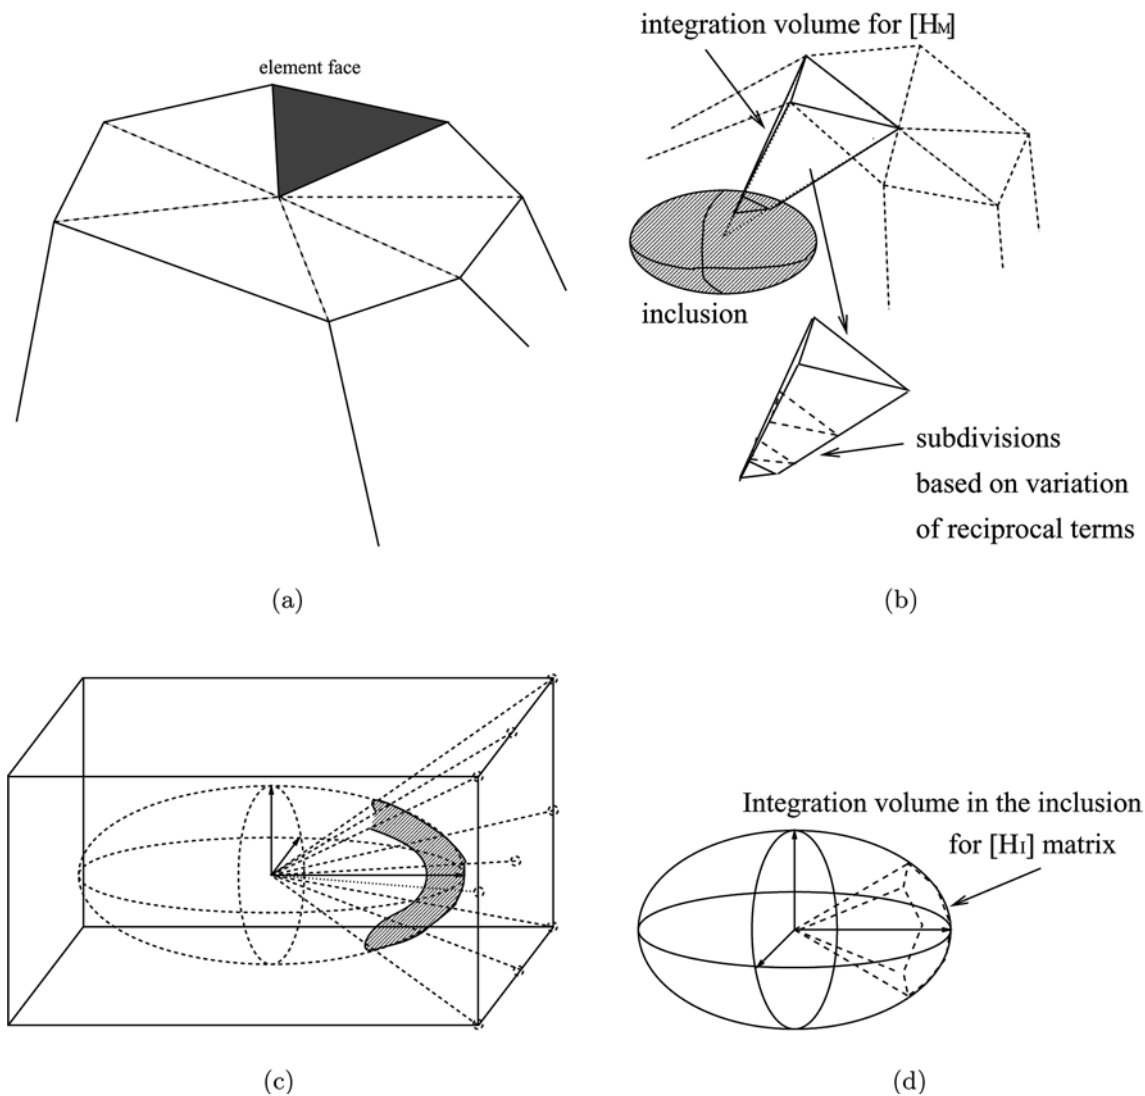 element face
(a)
integration volume for [HM]
inclusion
subdivisions
based on variation
of reciprocal terms
(b)
(c)
Integration volume in the inclusion
for [HI] matrix
(d)